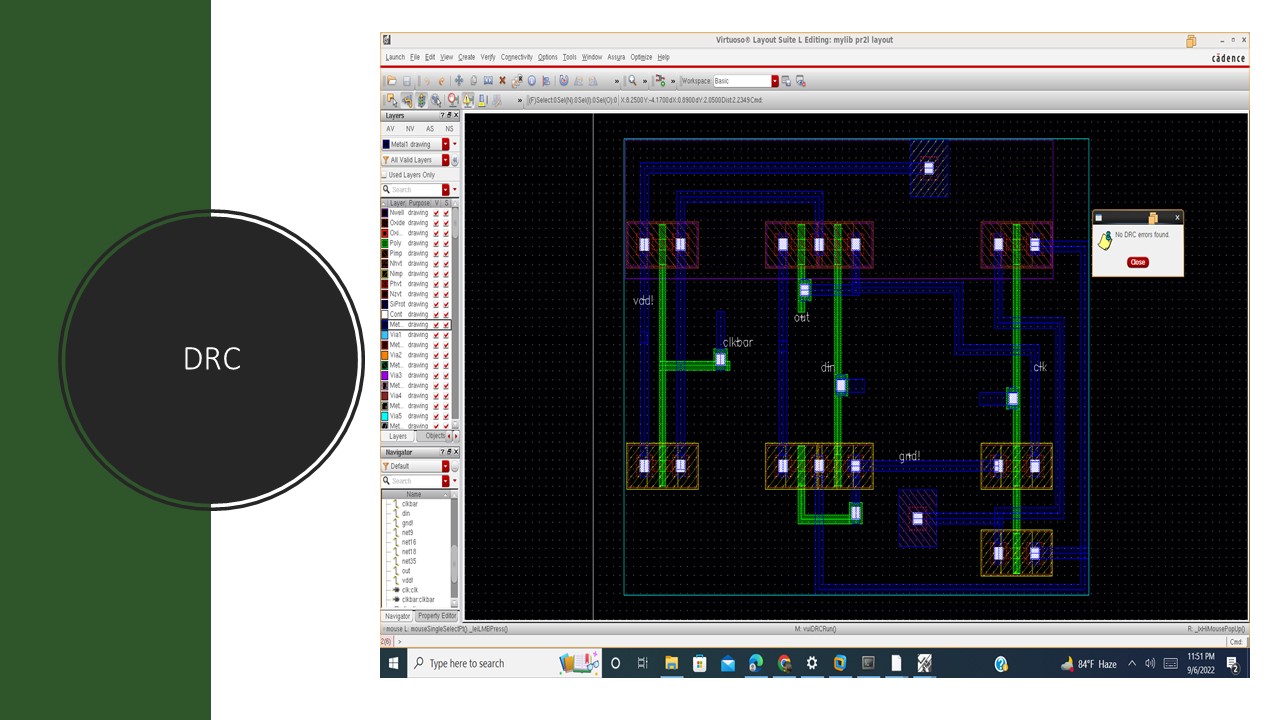 DRC
Virtuoso® Layout Suite L Editing: mylib pr2l layout
Launch File Edit View Create Verify Connectivity Options Tools Window Assura Optimize Help
cādence
Workspace: Basic
(F)Select:0 Sel(N):0 Sel(I):0 Sel(O):0 X:8.2500 Y:-4.1700 dX:0.8900 dY:2.0500 Dist:2.2349 Cmd:
Layers
AV NV AS NS
Metal1 drawing
All Valid Layers
Used Layers Only
Search
Layer Purpose V S
Nwell drawing
Oxide drawing
Oxi... drawing
Poly drawing
Pimp drawing
Nhvt drawing
Nimp drawing
Phvt drawing
Nzvt drawing
SiProt drawing
Cont drawing
Met... drawing
Via1 drawing
Met... drawing
Via2 drawing
Met... drawing
Via3 drawing
Met... drawing
Via4 drawing
Met... drawing
Via5 drawing
Met... drawing
Layers Objects
Navigator
Default
Search
Name
clkbar
din
gnd!
net9
net16
net18
net35
out
vdd!
clk:clk
clkbar:clkbar
Navigator Property Editor
vdd!
out
clkbar
din
clk
gnd!
No DRC errors found.
Close
mouse L: mouseSingleSelectPt() _leiLMBPress()
M: vuiDRCRun()
R: _lxHiMousePopUp()
2(6) >
Cmd:
Type here to search
84°F Haze
11:51 PM
9/6/2022
2